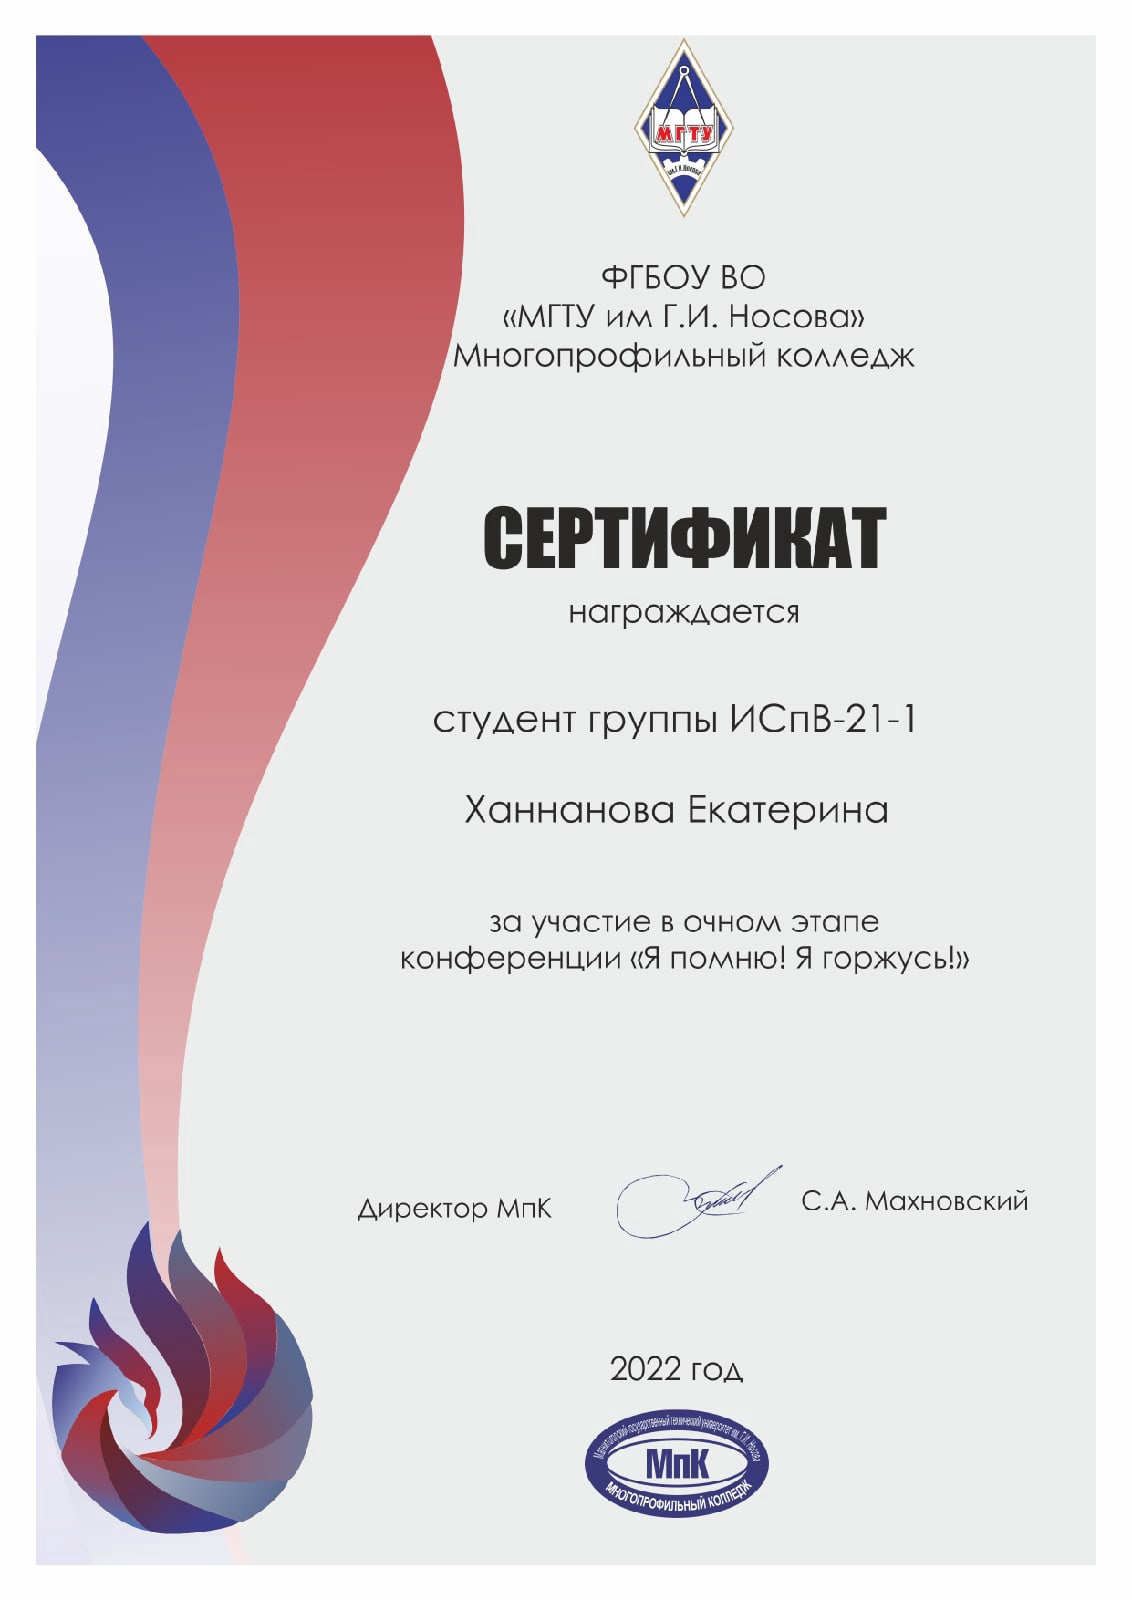 МГТУ
им.Г.И.Носова
ФГБОУ ВО
«МГТУ им Г.И. Носова»
Многопрофильный колледж
СЕРТИФИКАТ
награждается
студент группы ИСпВ-21-1
Ханнанова Екатерина
за участие в очном этапе
конференции «Я помню! Я горжусь!»
Директор МпК
С.А. Махновский
2022 год
Магнитогорский государственный технический университет им. Г.И. Носова
МпК
МНОГОПРОФИЛЬНЫЙ КОЛЛЕДЖ